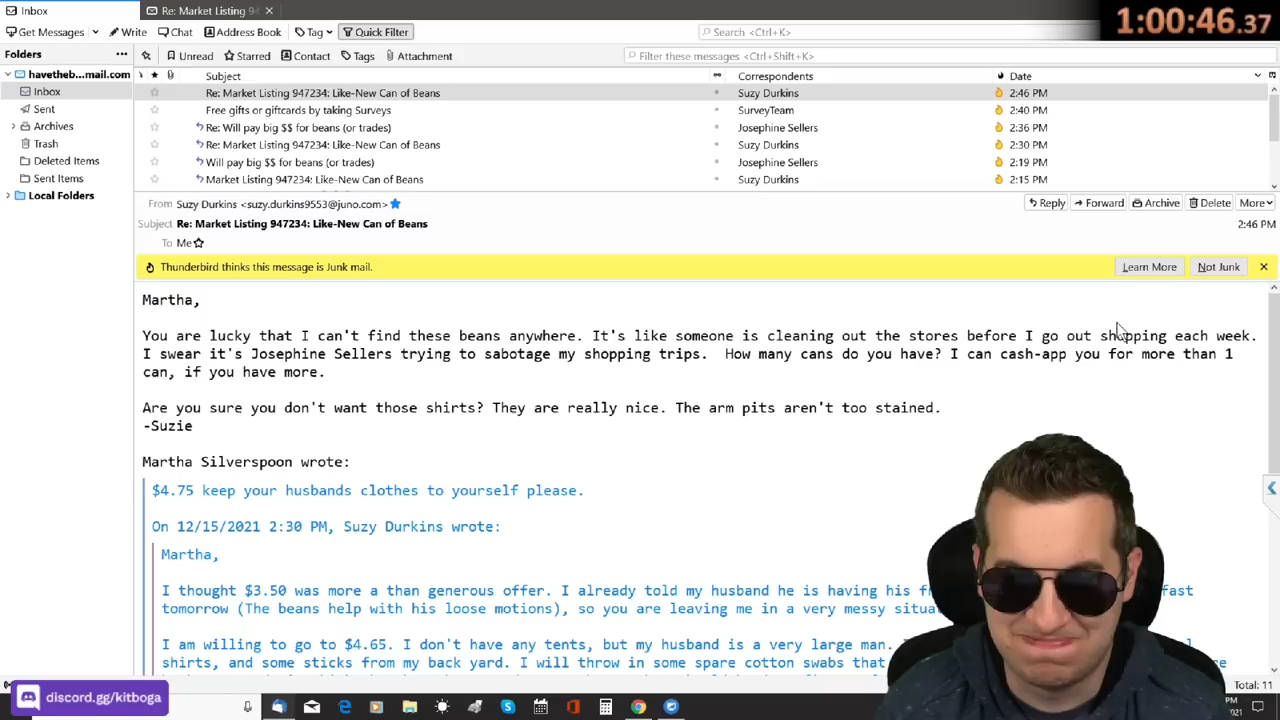 Inbox
Re: Market Listing 94
1:00:46.37
Get Messages
Write
Chat
Address Book
Tag
Quick Filter
Search <Ctrl+K>
Folders
Unread
Starred
Contact
Tags
Attachment
Filter these messages <Ctrl+Shift+K>
havetheb...mail.com
Inbox
Sent
Archives
Trash
Deleted Items
Sent Items
Local Folders
Subject Correspondents Date
Re: Market Listing 947234: Like-New Can of Beans Suzy Durkins 2:46 PM
Free gifts or giftcards by taking Surveys SurveyTeam 2:40 PM
Re: Will pay big $$ for beans (or trades) Josephine Sellers 2:36 PM
Re: Market Listing 947234: Like-New Can of Beans Suzy Durkins 2:30 PM
Will pay big $$ for beans (or trades) Josephine Sellers 2:19 PM
Market Listing 947234: Like-New Can of Beans Suzy Durkins 2:15 PM
From Suzy Durkins <suzy.durkins9553@juno.com>
Reply Forward Archive Delete More
Subject Re: Market Listing 947234: Like-New Can of Beans 2:46 PM
To Me
Thunderbird thinks this message is Junk mail. Learn More Not Junk
Martha,
You are lucky that I can't find these beans anywhere. It's like someone is cleaning out the stores before I go out shopping each week.
I swear it's Josephine Sellers trying to sabotage my shopping trips. How many cans do you have? I can cash-app you for more than 1
can, if you have more.
Are you sure you don't want those shirts? They are really nice. The arm pits aren't too stained.
-Suzie
Martha Silverspoon wrote:
$4.75 keep your husbands clothes to yourself please.
On 12/15/2021 2:30 PM, Suzy Durkins wrote:
Martha,
I thought $3.50 was more a than generous offer. I already told my husband he is having his fast
tomorrow (The beans help with his loose motions), so you are leaving me in a very messy
I am willing to go to $4.65. I don't have any tents, but my husband is a very large man.
shirts, and some sticks from my back yard. I will throw in some spare cotton swabs that
Total: 11
discord.gg/kitboga